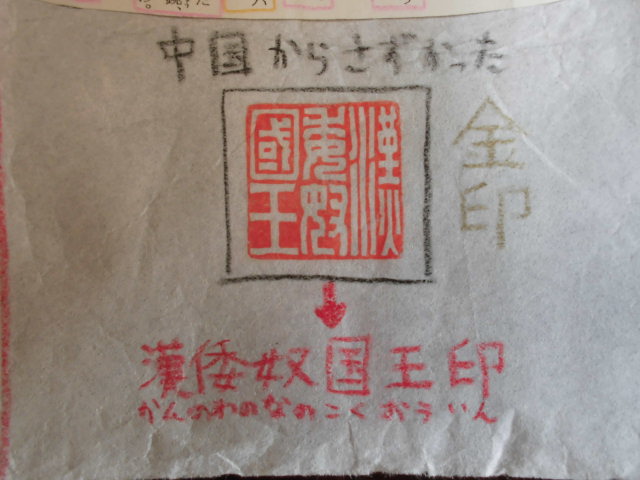 中国からさずかった
漢委奴國王
金印
漢倭奴国王印
かんのわのなのこくおういん